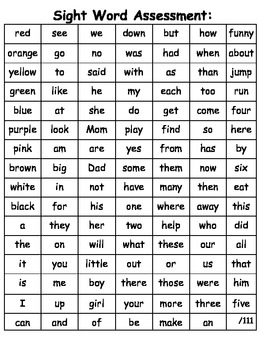 Sight Word Assessment:
red see we down but how funny
orange go no was had when about
yellow to said with as than jump
green like he my each too run
blue at she do get come four
purple look Mom play find so here
pink am are yes from has by
brown big Dad some them now six
white in not have many then eat
black for his one where away this
a they her two help who did
the on will what these our all
it you little out or us that
is me boy there those were him
I up girl your more three five
can and of be make an /111